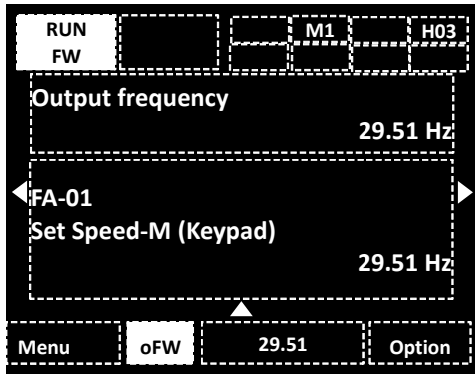 RUN M1 H03
FW
Output frequency
29.51 Hz
FA-01
Set Speed-M (Keypad)
29.51 Hz
Menu oFW 29.51 Option